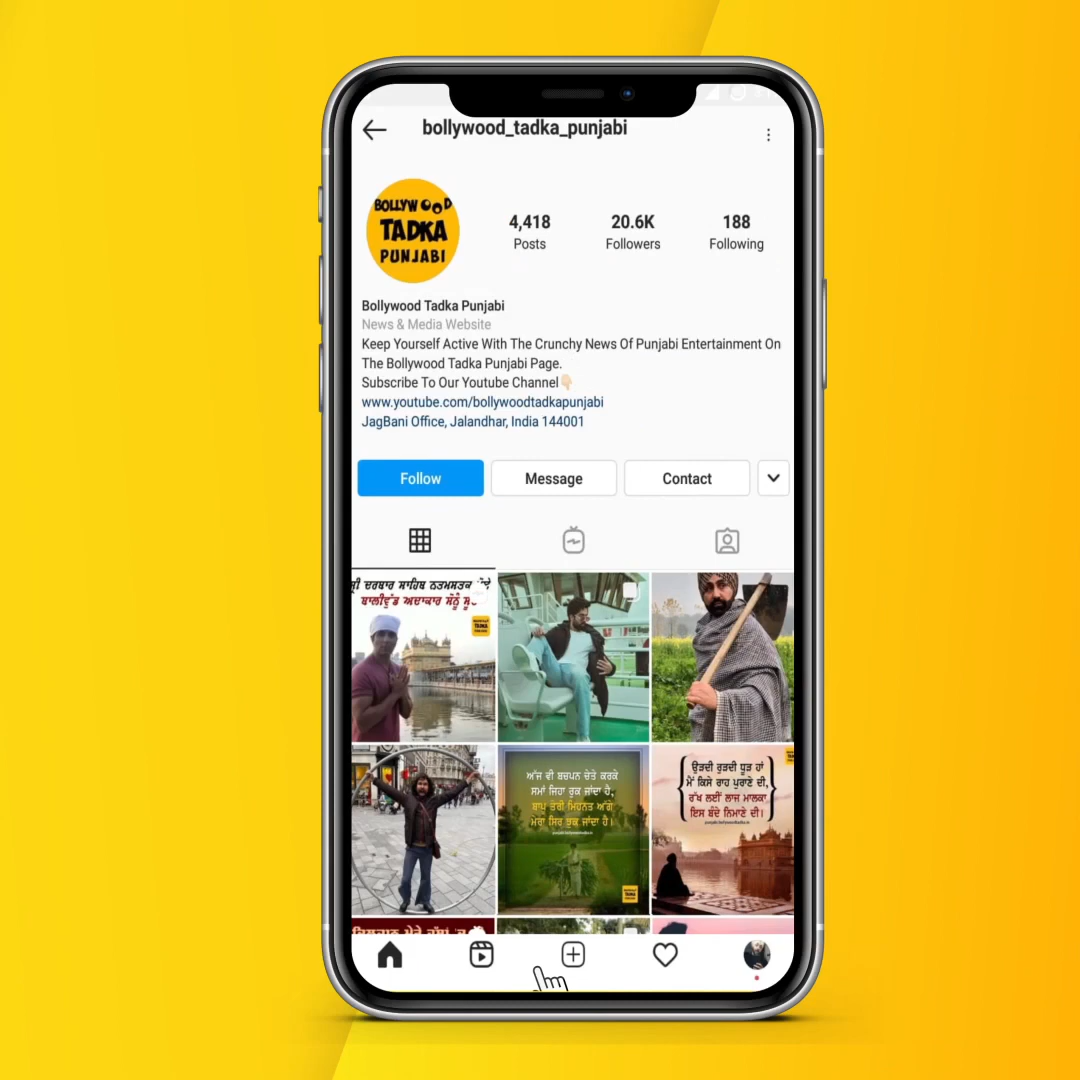 bollywood_tadka_punjabi
BOLLYWOOD
TADKA
PUNJABI
4,418
Posts
20.6K
Followers
188
Following
Bollywood Tadka Punjabi
News & Media Website
Keep Yourself Active With The Crunchy News Of Punjabi Entertainment On
The Bollywood Tadka Punjabi Page.
Subscribe To Our Youtube Channel👇🏻
www.youtube.com/bollywoodtadkapunjabi
JagBani Office, Jalandhar, India 144001
Follow
Message
Contact
ਦਰਬਾਰ ਸਾਹਿਬ ਨਤਮਸਤਕ
ਬਾਲੀਵੁੱਡ ਅਦਾਕਾਰ ਸੋਨੂੰ
ਅੱਜ ਵੀ ਬਚਪਨ ਚੇਤੇ ਕਰਕੇ
ਸਮਾਂ ਜਿਹਾ ਰੁਕ ਜਾਂਦਾ ਹੈ,
ਬਾਪ ਤੇਰੀ ਮਿਹਨਤ ਅੱਗੇ
ਮੇਰਾ ਸਿਰ ਝੁਕ ਜਾਂਦਾ ਹੈ।
ਉੱਡਦੀ ਰੁੜਦੀ ਧੂੜ ਹਾਂ
ਮੈਂ ਕਿਸੇ ਰਾਹ ਪੁਰਾਣੇ ਦੀ,
ਰੱਖ ਲਈਂ ਲਾਜ ਮਾਲਕਾ
ਇਸ ਬੰਦੇ ਨਿਮਾਣੇ ਦੀ।